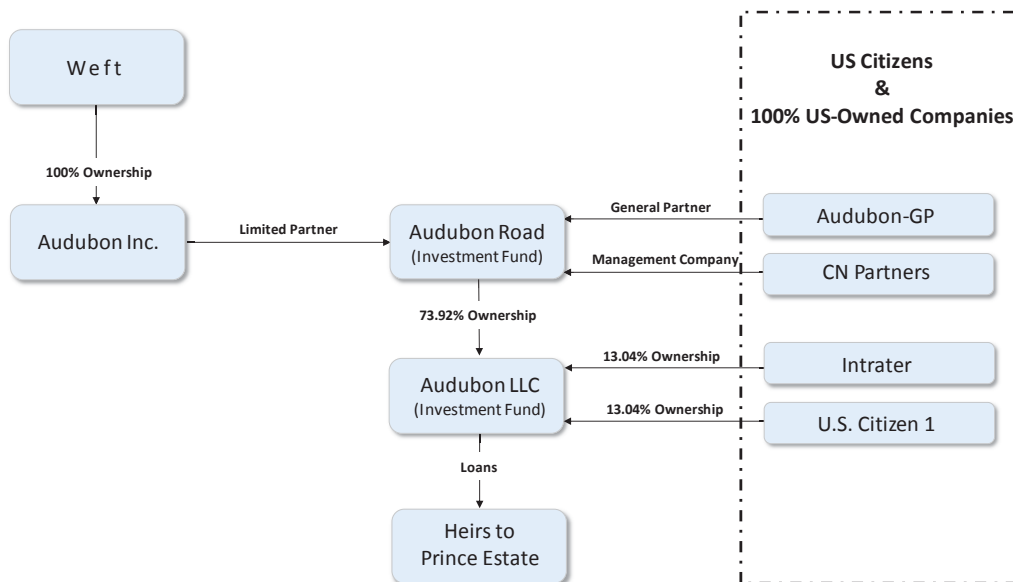 Weft
US Citizens
&
100% US-Owned Companies
100% Ownership
Audubon Inc.
Limited Partner
Audubon Road
(Investment Fund)
General Partner
Audubon-GP
Management Company
CN Partners
73.92% Ownership
Audubon LLC
(Investment Fund)
13.04% Ownership
Intrater
13.04% Ownership
U.S. Citizen 1
Loans
Heirs to
Prince Estate